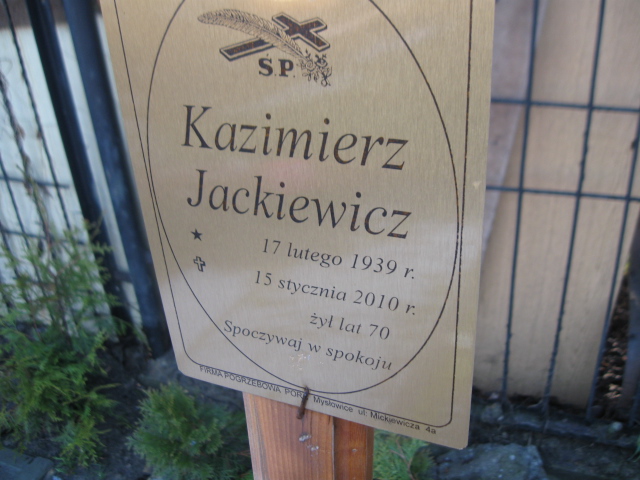 Ś.P.
Kazimierz
Jackiewicz
17 lutego 1939 r.
15 stycznia 2010 r.
żył lat 70
Spoczywaj w spokoju
FIRMA POGRZEBOWA Mysłowice ul. Mickiewicza 4a